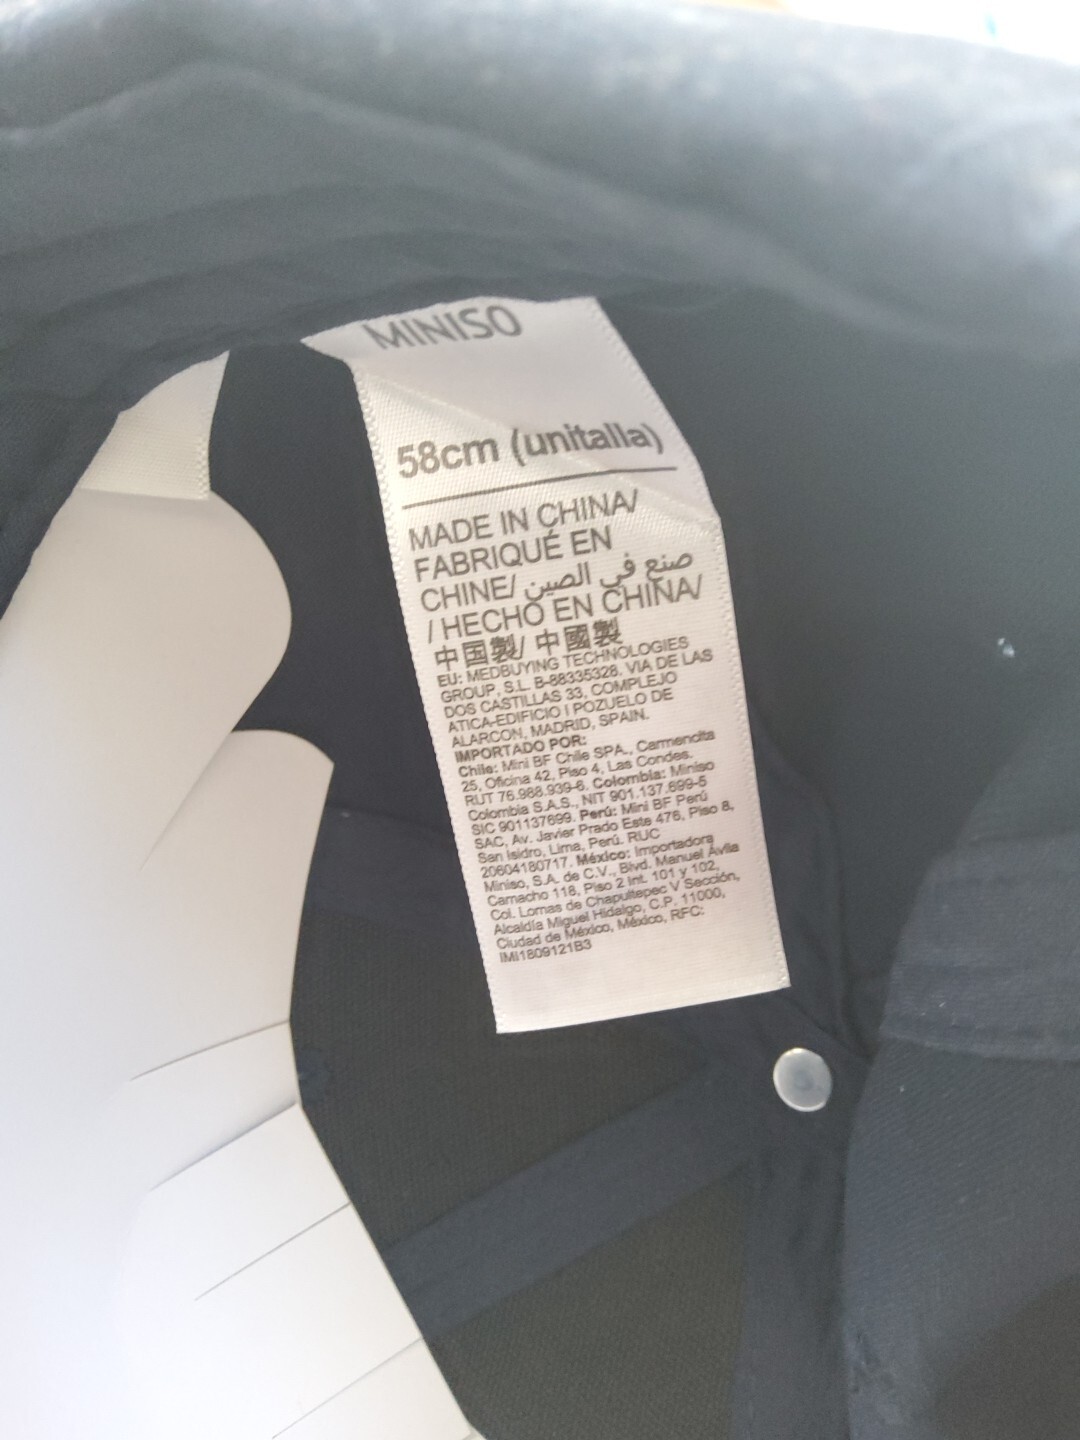 MINISO
58cm (unitalla)
MADE IN CHINA/
FABRIQUÉ EN
CHINE/ صنع في الصين
/ HECHO EN CHINA/
中国製/ 中國製
EU: MEDBUYING TECHNOLOGIES
GROUP, S.L. B-88335328. VIA DE LAS
DOS CASTILLAS 33, COMPLEJO
ATICA-EDIFICIO I POZUELO DE
ALARCON, MADRID, SPAIN.
IMPORTADO POR:
Chile: Mini BF Chile SPA., Carmencita
25, Oficina 42, Piso 4, Las Condes.
RUT 76.988.939-6. Colombia: Miniso
Colombia S.A.S., NIT 901.137.699-5
SIC 901137699. Perú: Mini BF Perú
SAC, Av. Javier Prado Este 476, Piso 8,
San Isidro, Lima, Perú. RUC
20604180717. México: Importadora
Miniso, S.A. de C.V., Blvd. Manuel Ávila
Camacho 118, Piso 2 Int. 101 y 102,
Col. Lomas de Chapultepec V Sección,
Alcaldía Miguel Hidalgo, C.P. 11000,
Ciudad de México, México, RFC:
IMI1809121B3